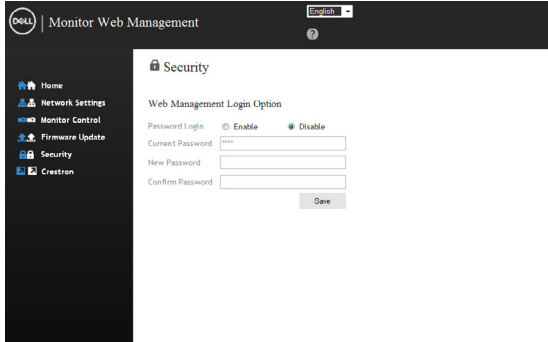 DELL
Monitor Web Management
English
?
Home
Network Settings
Monitor Control
Firmware Update
Security
Crestron
Security
Web Management Login Option
Password Login Enable Disable
Current Password ****
New Password
Confirm Password
Save